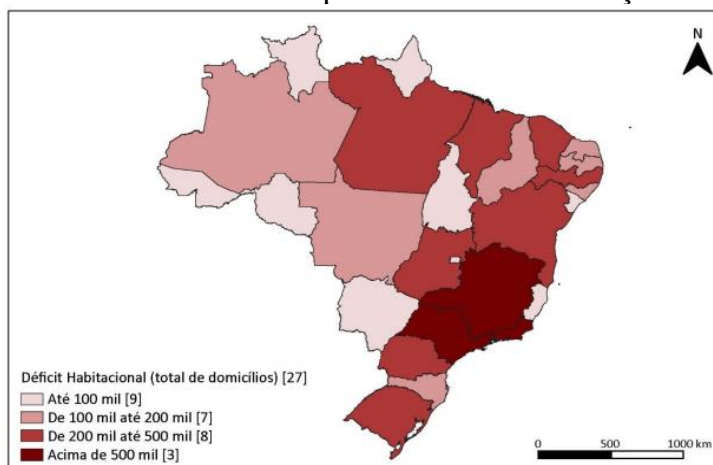 N
Déficit Habitacional (total de domicílios) [27]
Até 100 mil [9]
De 100 mil até 200 mil [7]
De 200 mil até 500 mil [8]
Acima de 500 mil [3]
0 500 1000 km